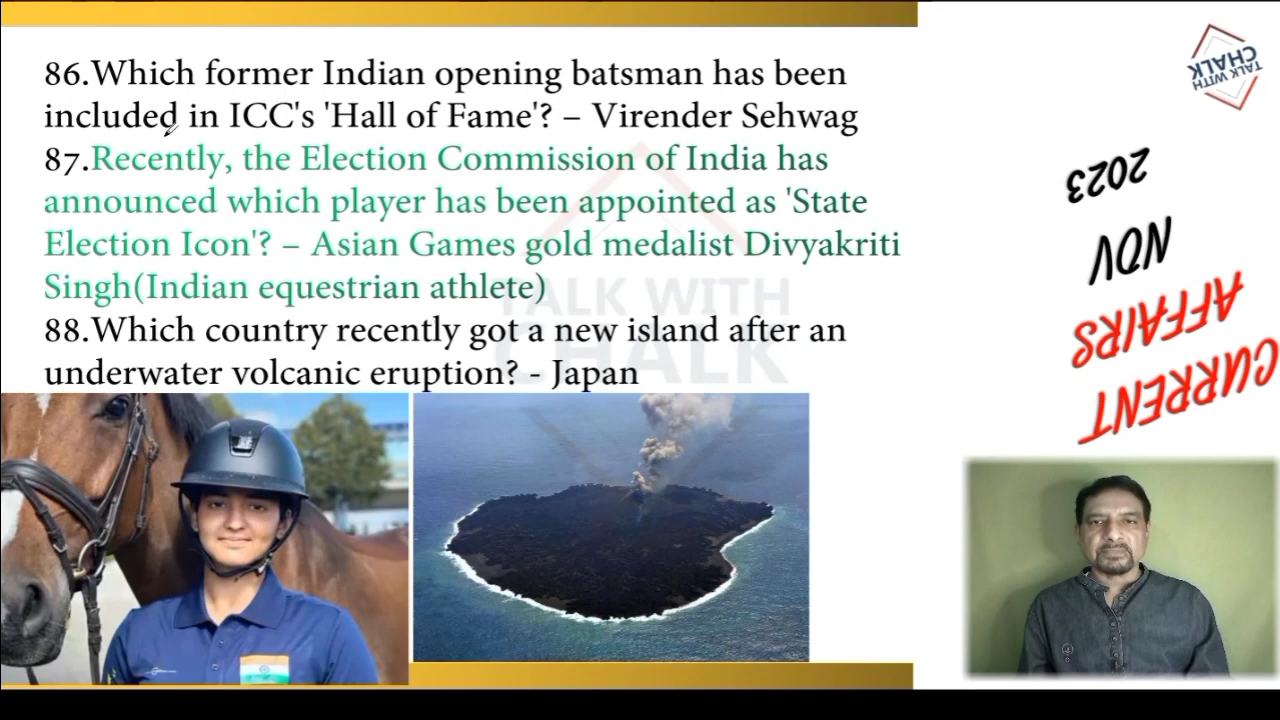 86.Which former Indian opening batsman has been
included in ICC's 'Hall of Fame'? – Virender Sehwag
87.Recently, the Election Commission of India has
announced which player has been appointed as 'State
Election Icon'? – Asian Games gold medalist Divyakriti
Singh(Indian equestrian athlete)
88.Which country recently got a new island after an
underwater volcanic eruption? - Japan
TALK WITH
CHALK
TALK WITH
CHALK
CURRENT
AFFAIRS
NOV
2023